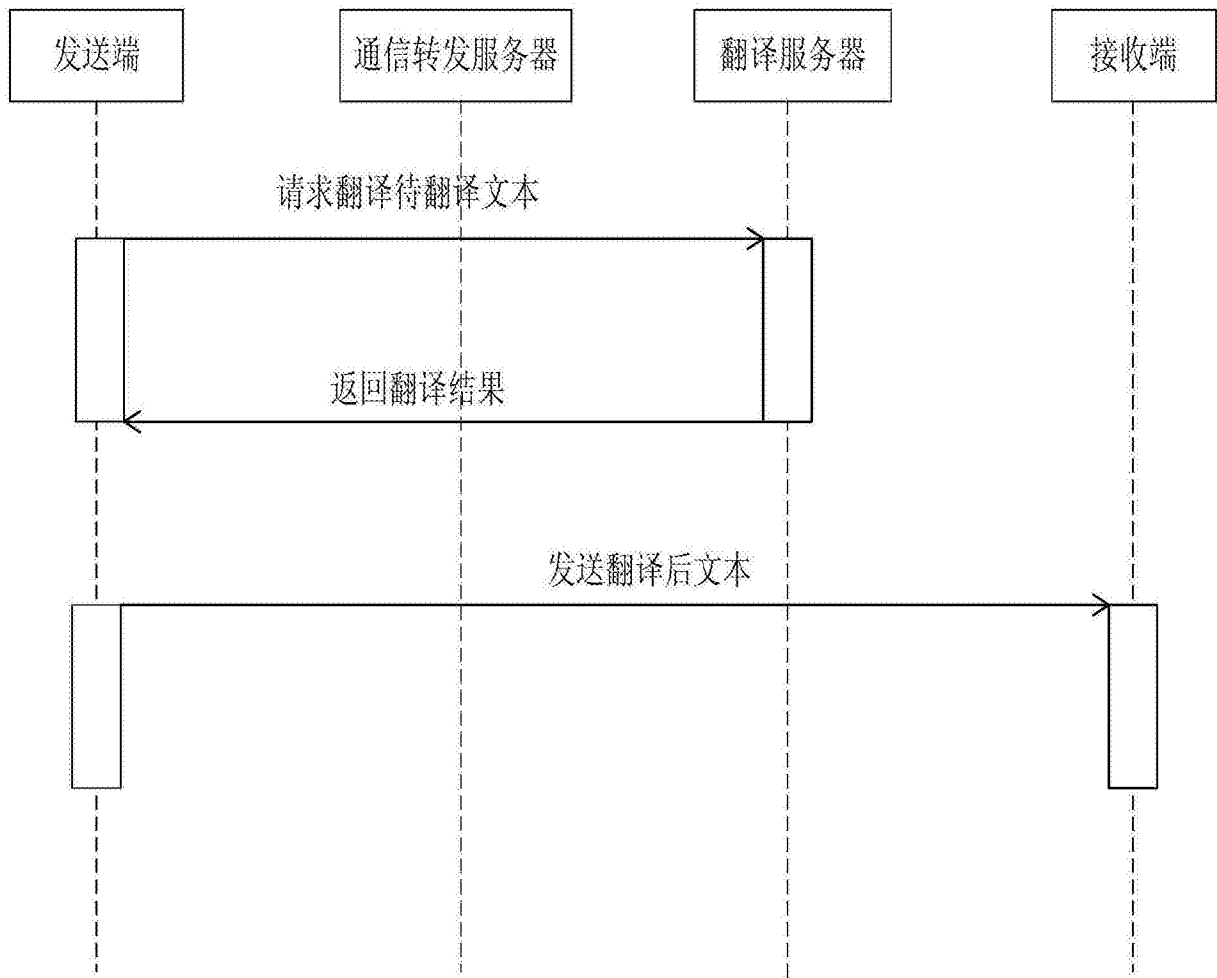 发送端
通信转发服务器
翻译服务器
接收端
请求翻译待翻译文本
返回翻译结果
发送翻译后文本